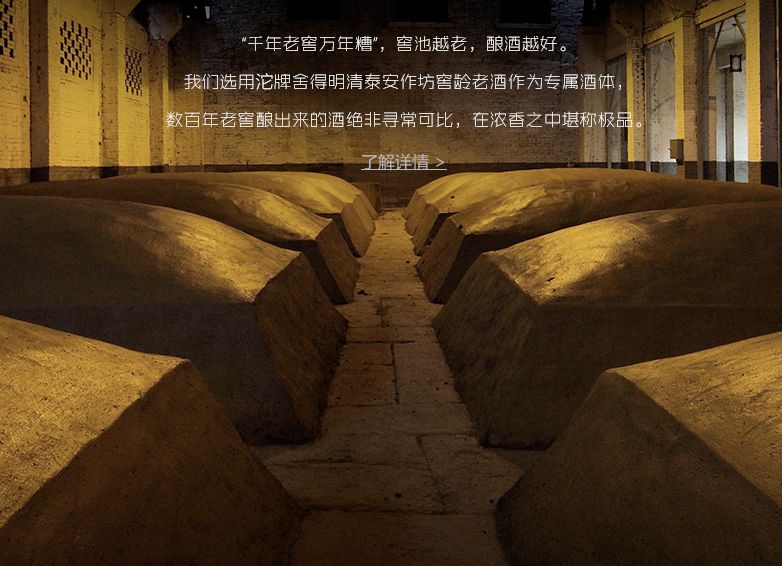 “千年老窖万年糟”，窖池越老，酿酒越好。
我们选用沱牌舍得明清泰安作坊窖龄老酒作为专属酒体，
数百年老窖酿出来的酒绝非寻常可比，在浓香之中堪称极品。
了解详情 >